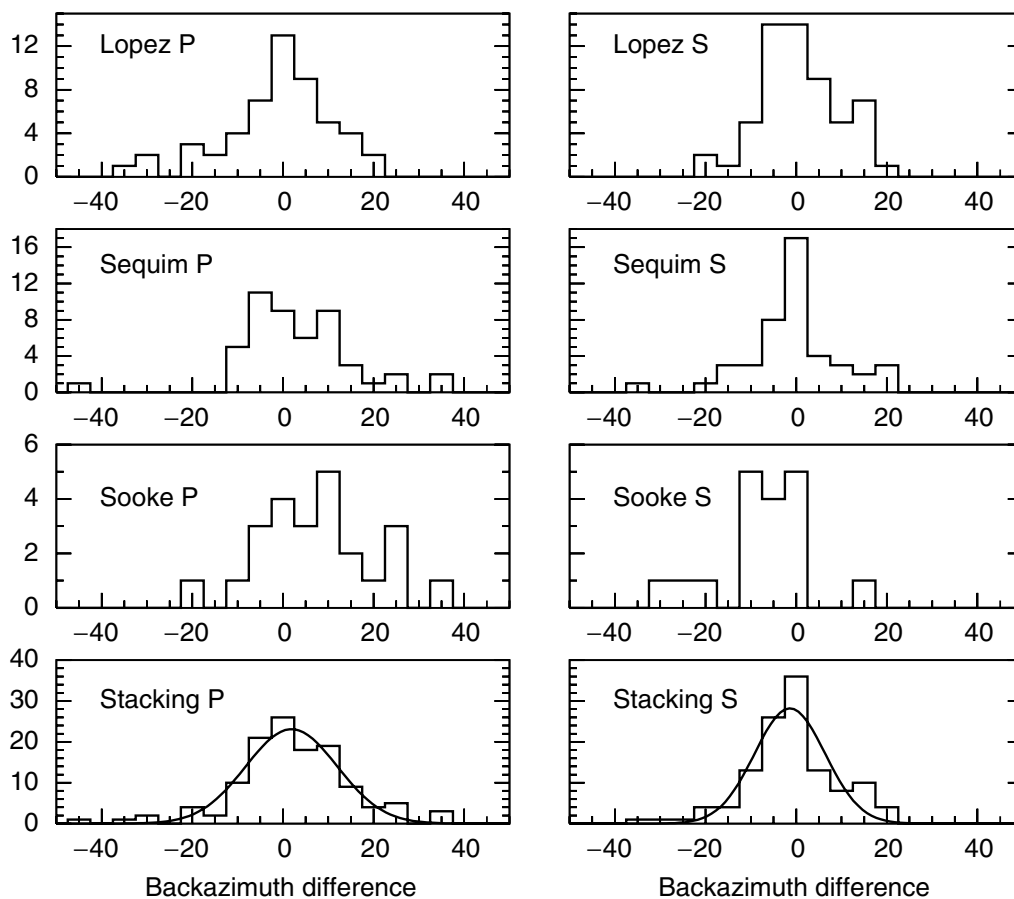 Lopez P
12
8
4
0
−40 −20 0 20 40
Lopez S
−40 −20 0 20 40
Sequim P
16
12
8
4
0
−40 −20 0 20 40
Sequim S
−40 −20 0 20 40
Sooke P
6
4
2
0
−40 −20 0 20 40
Sooke S
−40 −20 0 20 40
Stacking P
40
30
20
10
0
−40 −20 0 20 40
Backazimuth difference
Stacking S
−40 −20 0 20 40
Backazimuth difference